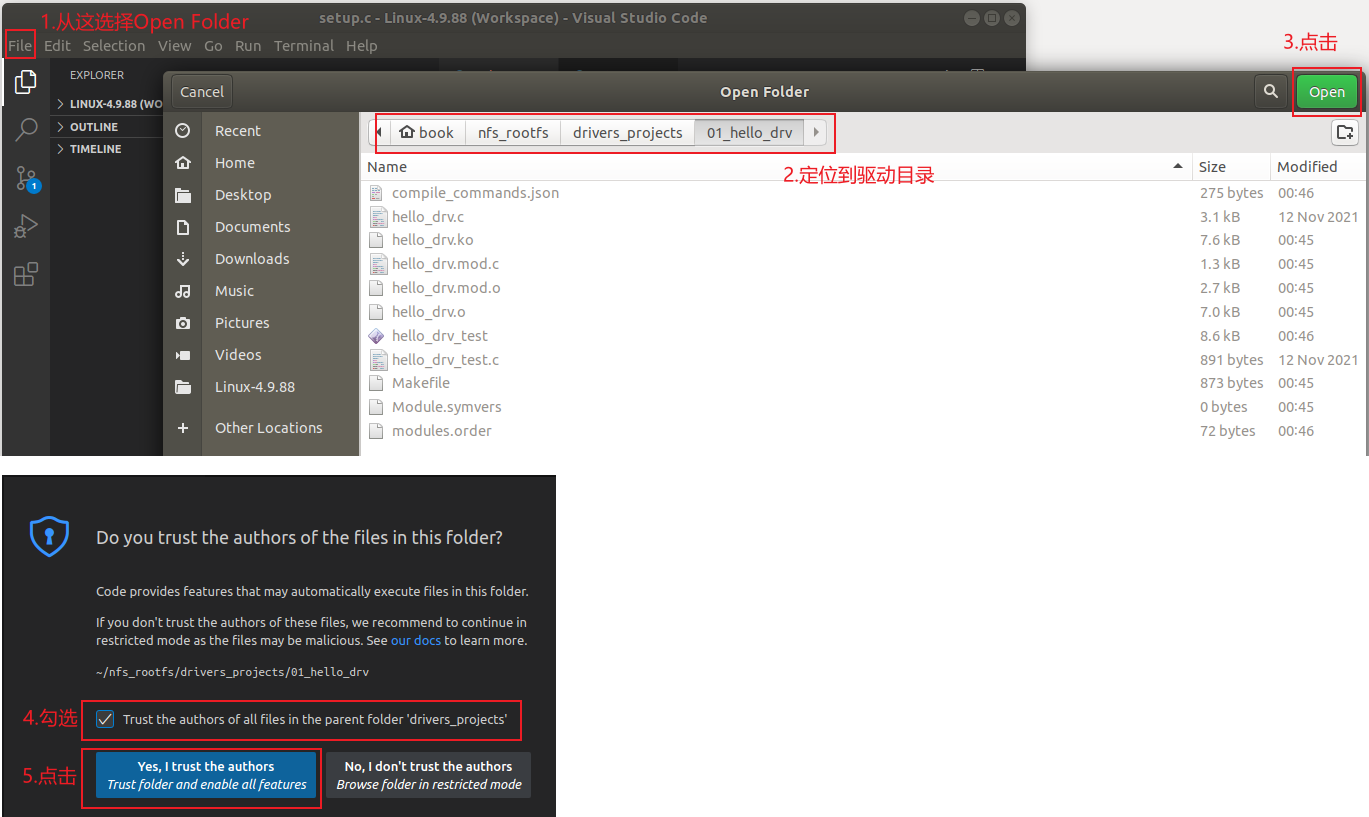 1.从这选择Open Folder
setup.c - Linux-4.9.88 (Workspace) - Visual Studio Code
File Edit Selection View Go Run Terminal Help
3.点击
EXPLORER
LINUX-4.9.88 (WO
OUTLINE
TIMELINE
1
Cancel
Open Folder
Open
Recent
Home
Desktop
Documents
Downloads
Music
Pictures
Videos
Linux-4.9.88
Other Locations
book nfs_rootfs drivers_projects 01_hello_drv
2.定位到驱动目录
Name Size Modified
compile_commands.json 275 bytes 00:46
hello_drv.c 3.1 kB 12 Nov 2021
hello_drv.ko 7.6 kB 00:45
hello_drv.mod.c 1.3 kB 00:45
hello_drv.mod.o 2.7 kB 00:45
hello_drv.o 7.0 kB 00:45
hello_drv_test 8.6 kB 00:46
hello_drv_test.c 891 bytes 12 Nov 2021
Makefile 873 bytes 00:45
Module.symvers 0 bytes 00:45
modules.order 72 bytes 00:46
Do you trust the authors of the files in this folder?
Code provides features that may automatically execute files in this folder.
If you don't trust the authors of these files, we recommend to continue in
restricted mode as the files may be malicious. See our docs to learn more.
~/nfs_rootfs/drivers_projects/01_hello_drv
4.勾选
Trust the authors of all files in the parent folder 'drivers_projects'
5.点击
Yes, I trust the authors
Trust folder and enable all features
No, I don't trust the authors
Browse folder in restricted mode